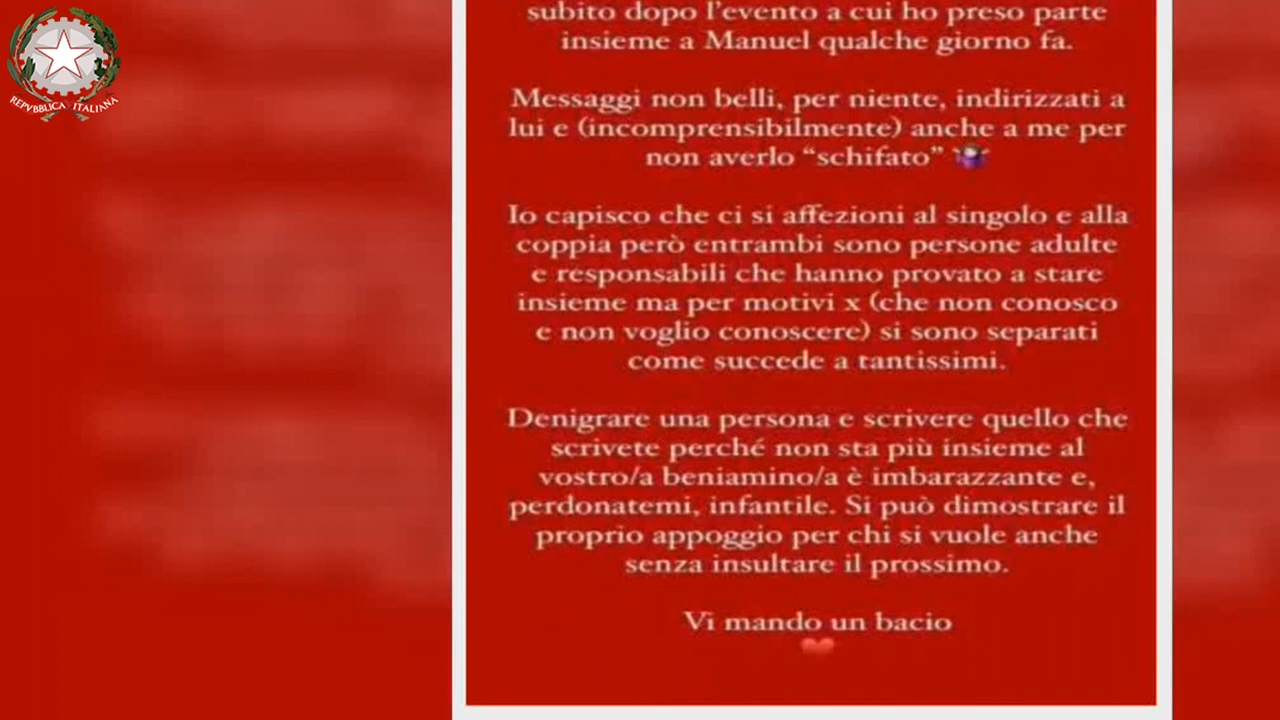 REPVBBLICA ITALIANA
subito dopo l'evento a cui ho preso parte
insieme a Manuel qualche giorno fa.
Messaggi non belli, per niente, indirizzati a
lui e (incomprensibilmente) anche a me per
non averlo “schifato” 🤷🏻‍♀️
Io capisco che ci si affezioni al singolo e alla
coppia però entrambi sono persone adulte
e responsabili che hanno provato a stare
insieme ma per motivi x (che non conosco
e non voglio conoscere) si sono separati
come succede a tantissimi.
Denigrare una persona e scrivere quello che
scrivete perché non sta più insieme al
vostro/a beniamino/a è imbarazzante e,
perdonatemi, infantile. Si può dimostrare il
proprio appoggio per chi si vuole anche
senza insultare il prossimo.
Vi mando un bacio
❤️